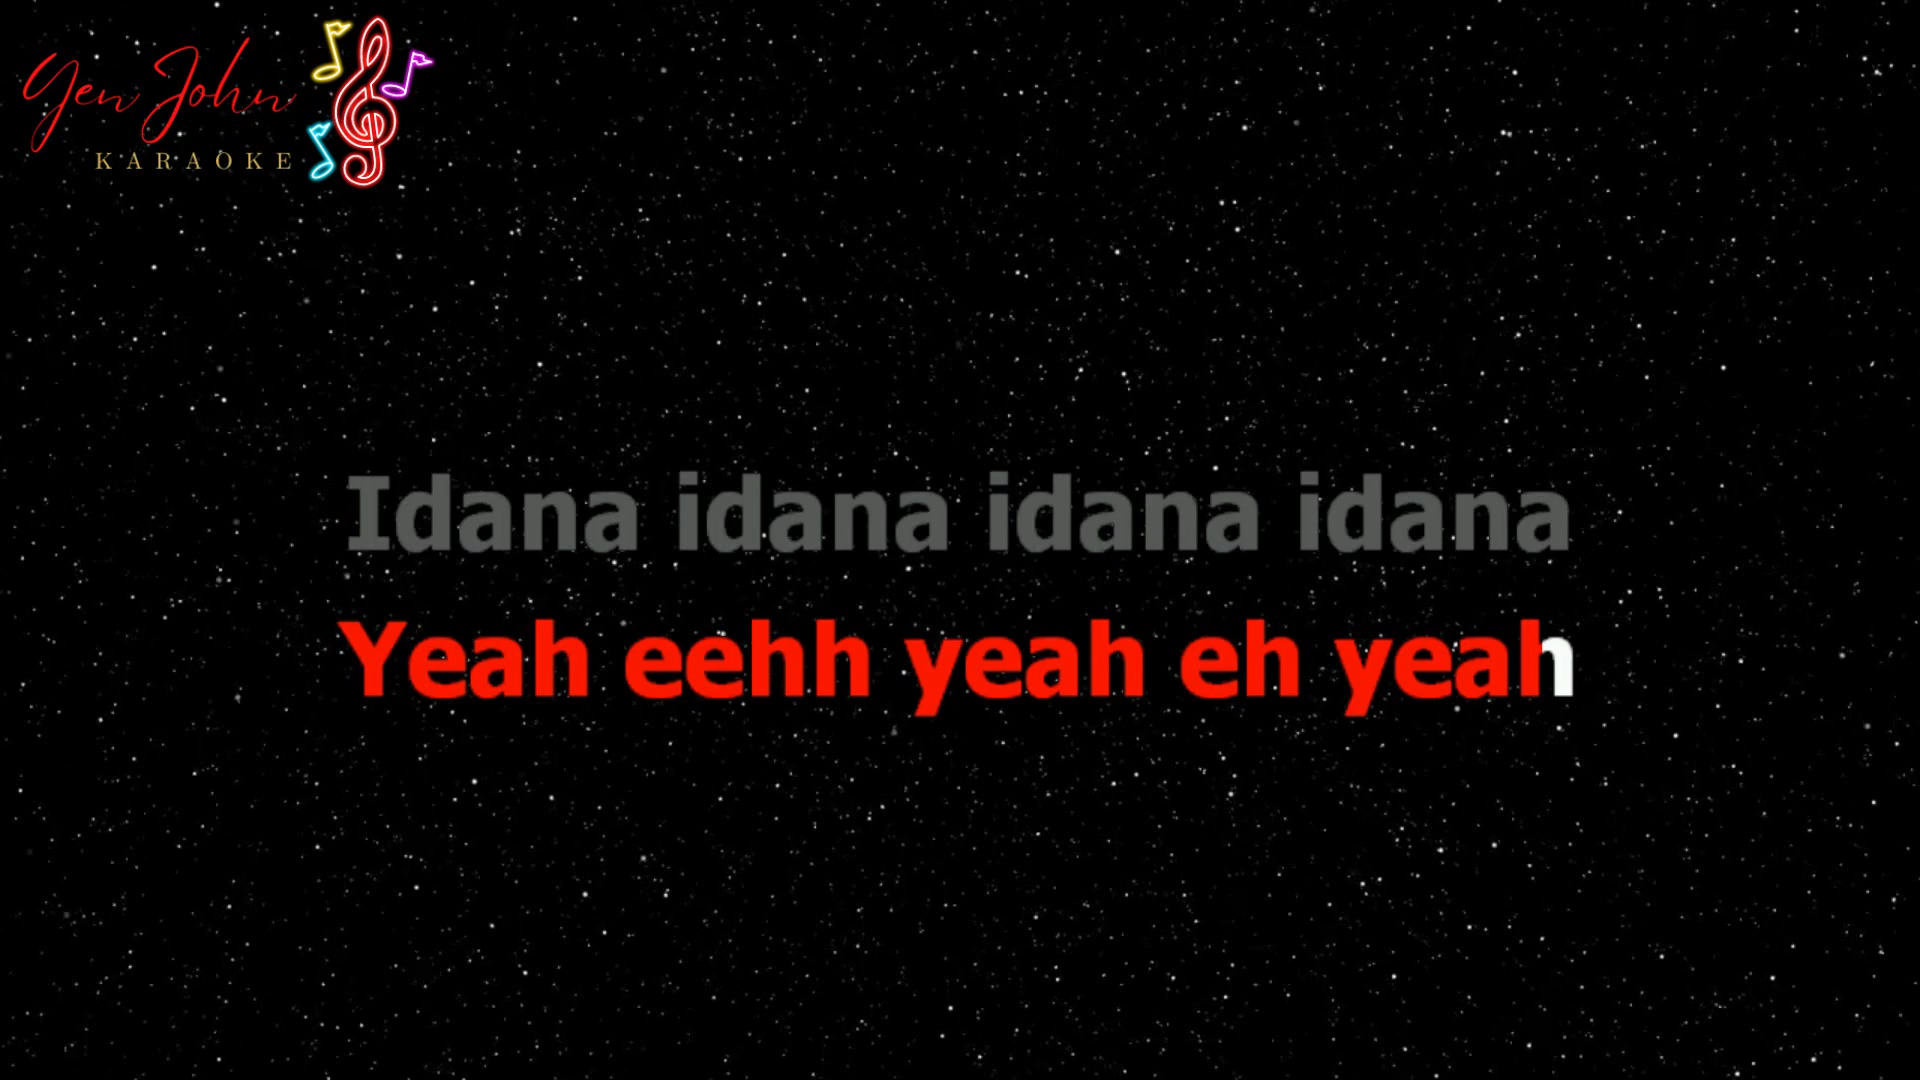 Yen John
KARAOKE
Idana idana idana idana
Yeah eehh yeah eh yeah